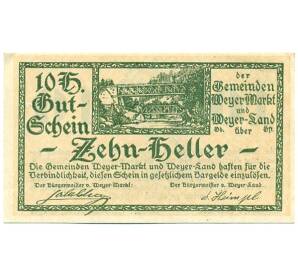 10 H.
Gut-
Schein
der
Gemeinden
Weyer-Markt
und
Weyer-Land
über
- Zehn-Heller -
Die Gemeinden Weyer-Markt und Weyer-Land haften für die
Verbindlichkeit, diesen Schein in gesetzlichem Bargelde einzulösen.
Der Bürgermeister v. Weyer-Markt:
Der Bürgermeister v. Weyer-Land: